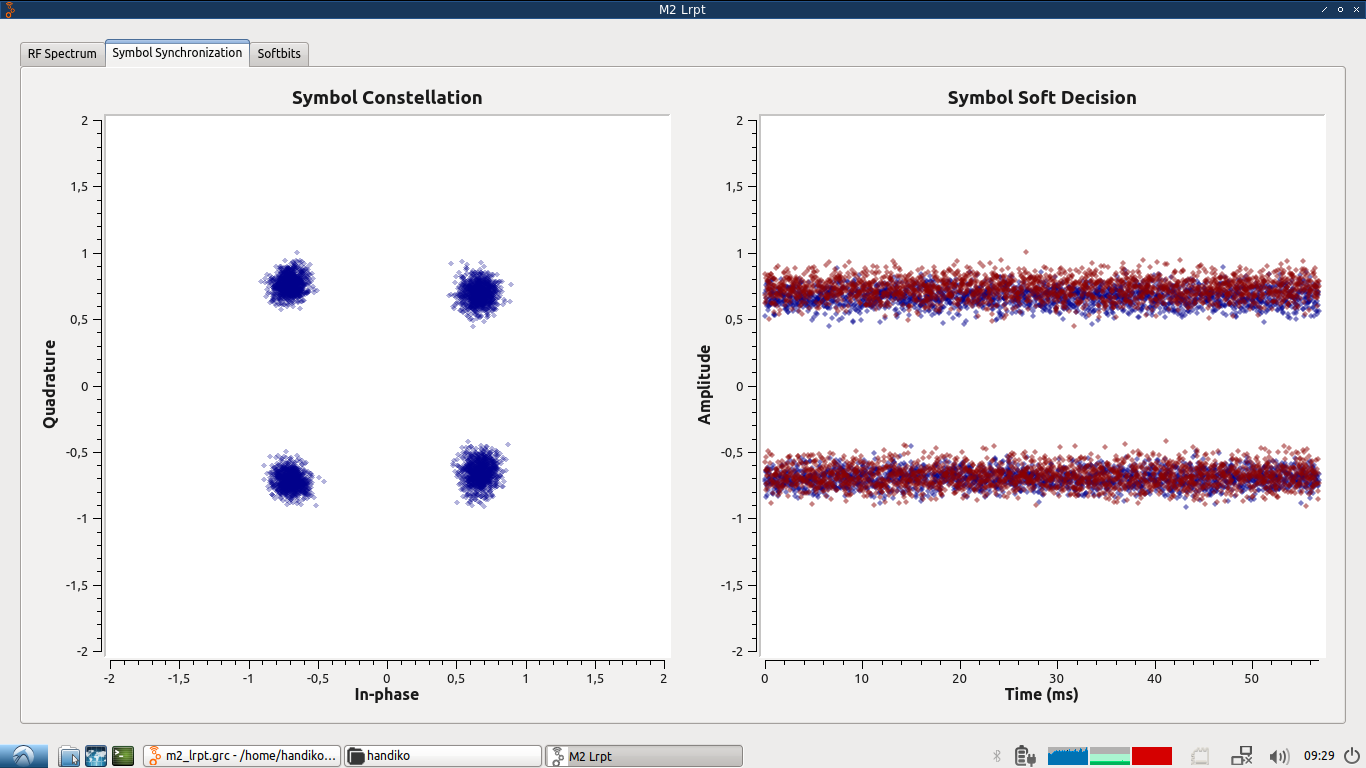 M2 Lrpt
RF Spectrum
Symbol Synchronization
Softbits
Symbol Constellation
2
1,5
1
0,5
0
-0,5
-1
-1,5
-2
Quadrature
-2
-1,5
-1
-0,5
0
0,5
1
1,5
2
In-phase
Symbol Soft Decision
2
1,5
1
0,5
0
-0,5
-1
-1,5
-2
Amplitude
0
10
20
30
40
50
Time (ms)
m2_lrpt.grc - /home/handiko...
handiko
M2 Lrpt
09:29